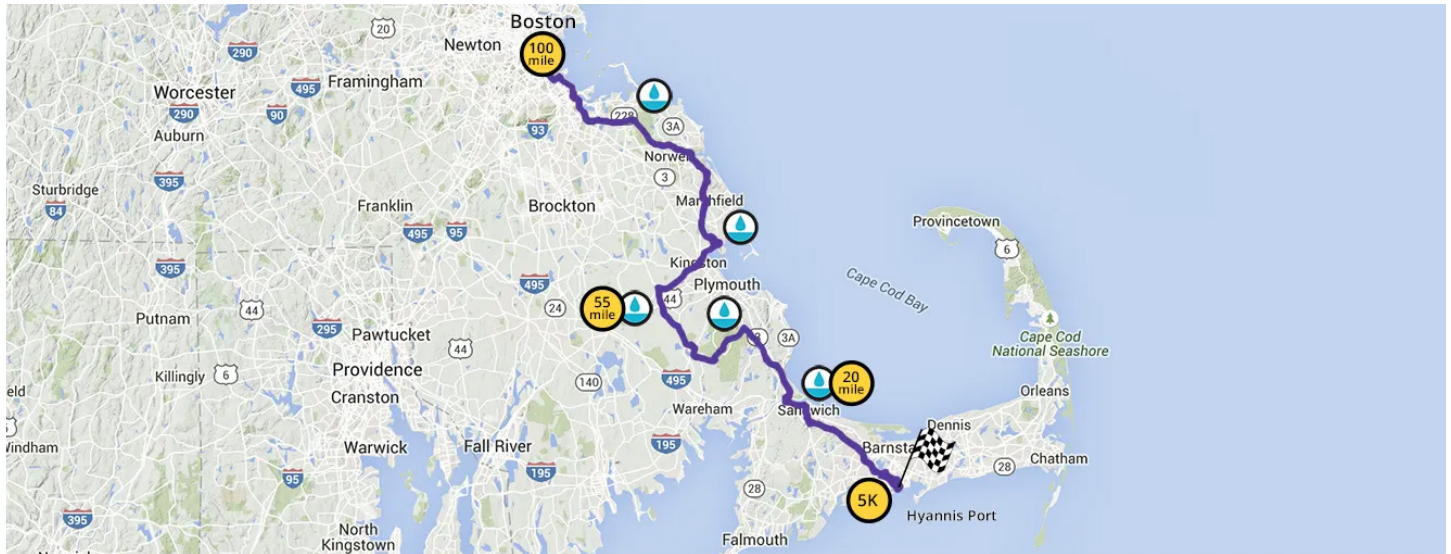 Boston
20
100
mile
Newton
290
Framingham
495
Worcester
290
90
228
3A
93
Auburn
Norwell
395
3
Sturbridge
84
Franklin
Brockton
Marshfield
495
95
Provincetown
6
Kingston
395
495
Plymouth
Cape Cod Bay
44
55
mile
24
44
3
3A
Putnam
295
Pawtucket
44
Cape Cod
National Seashore
Killingly
6
Providence
140
495
20
mile
eld
Cranston
Wareham
Sandwich
Orleans
Dennis
Windham
Warwick
Fall River
195
Barnsta
28
Chatham
95
195
28
5K
Hyannis Port
395
North
Kingstown
Falmouth